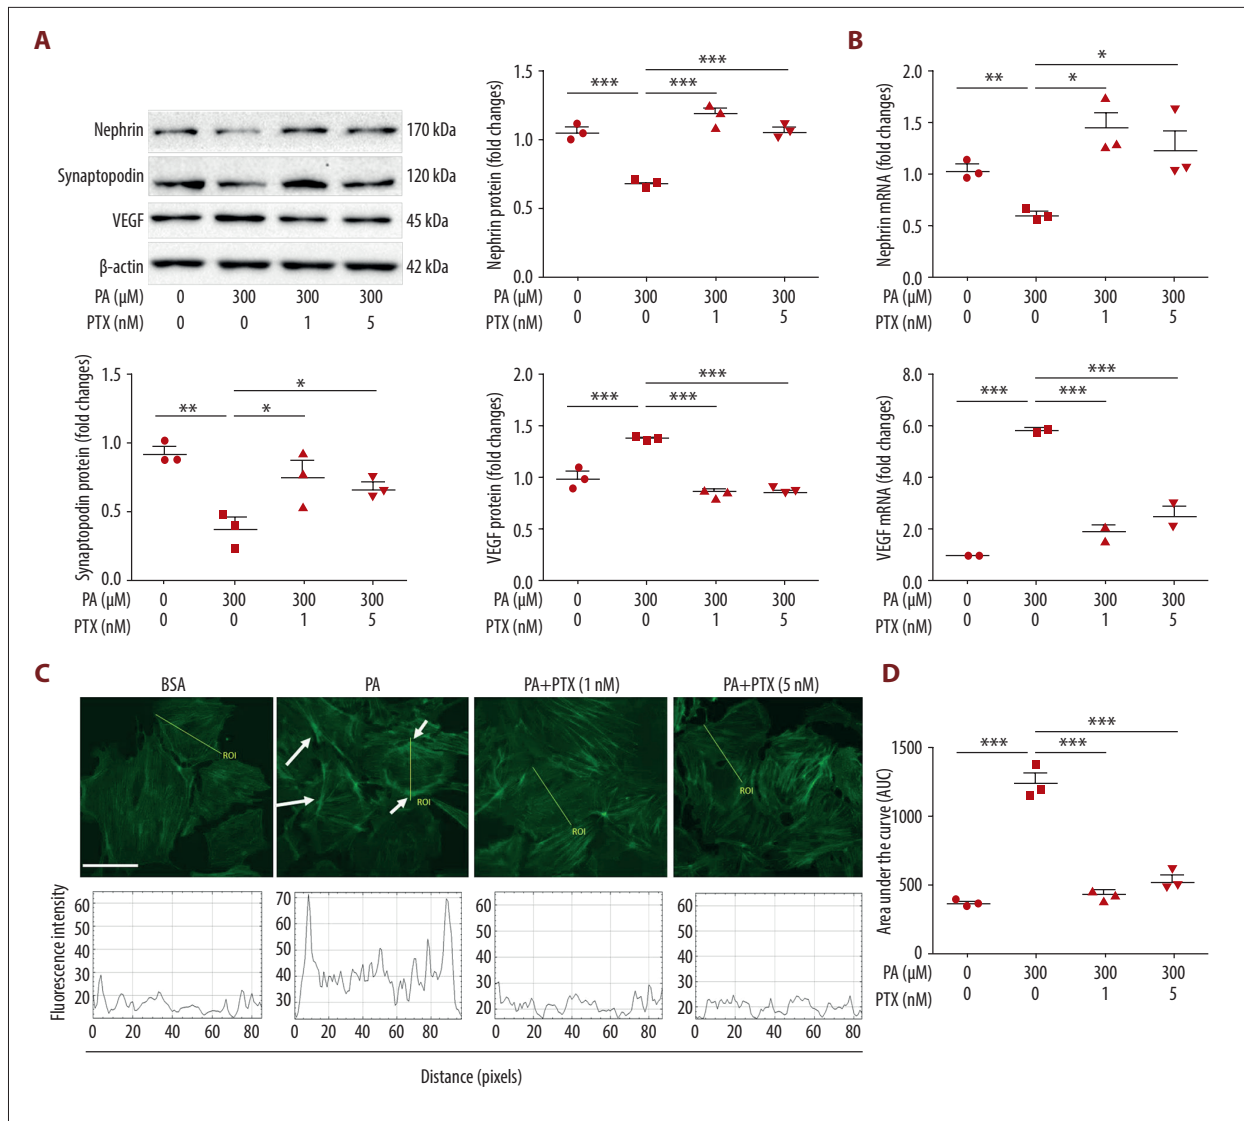 A
Nephrin 170 kDa
Synaptopodin 120 kDa
VEGF 45 kDa
β-actin 42 kDa
PA (μM) 0 300 300 300
PTX (nM) 0 0 1 5
Nephrin protein (fold changes)
1.5
1.0
0.5
0.0
*** *** ***
PA (μM) 0 300 300 300
PTX (nM) 0 0 1 5
B
Nephrin mRNA (fold changes)
2.0
1.5
1.0
0.5
0.0
** * *
PA (μM) 0 300 300 300
PTX (nM) 0 0 1 5
Synaptopodin protein (fold changes)
1.5
1.0
0.5
0.0
** * *
PA (μM) 0 300 300 300
PTX (nM) 0 0 1 5
VEGF protein (fold changes)
2.0
1.5
1.0
0.5
0.0
*** *** ***
PA (μM) 0 300 300 300
PTX (nM) 0 0 1 5
VEGF mRNA (fold changes)
8.0
6.0
4.0
2.0
0.0
*** *** ***
PA (μM) 0 300 300 300
PTX (nM) 0 0 1 5
C
BSA PA PA+PTX (1 nM) PA+PTX (5 nM)
ROI ROI ROI ROI
Fluorescence intensity
60
50
40
30
20
0 20 40 60 80
70
60
50
40
30
0 20 40 60 80
60
50
40
30
20
0 20 40 60 80
60
50
40
30
20
0 20 40 60 80
Distance (pixels)
D
Area under the curve (AUC)
1500
1000
500
0
*** *** ***
PA (μM) 0 300 300 300
PTX (nM) 0 0 1 5